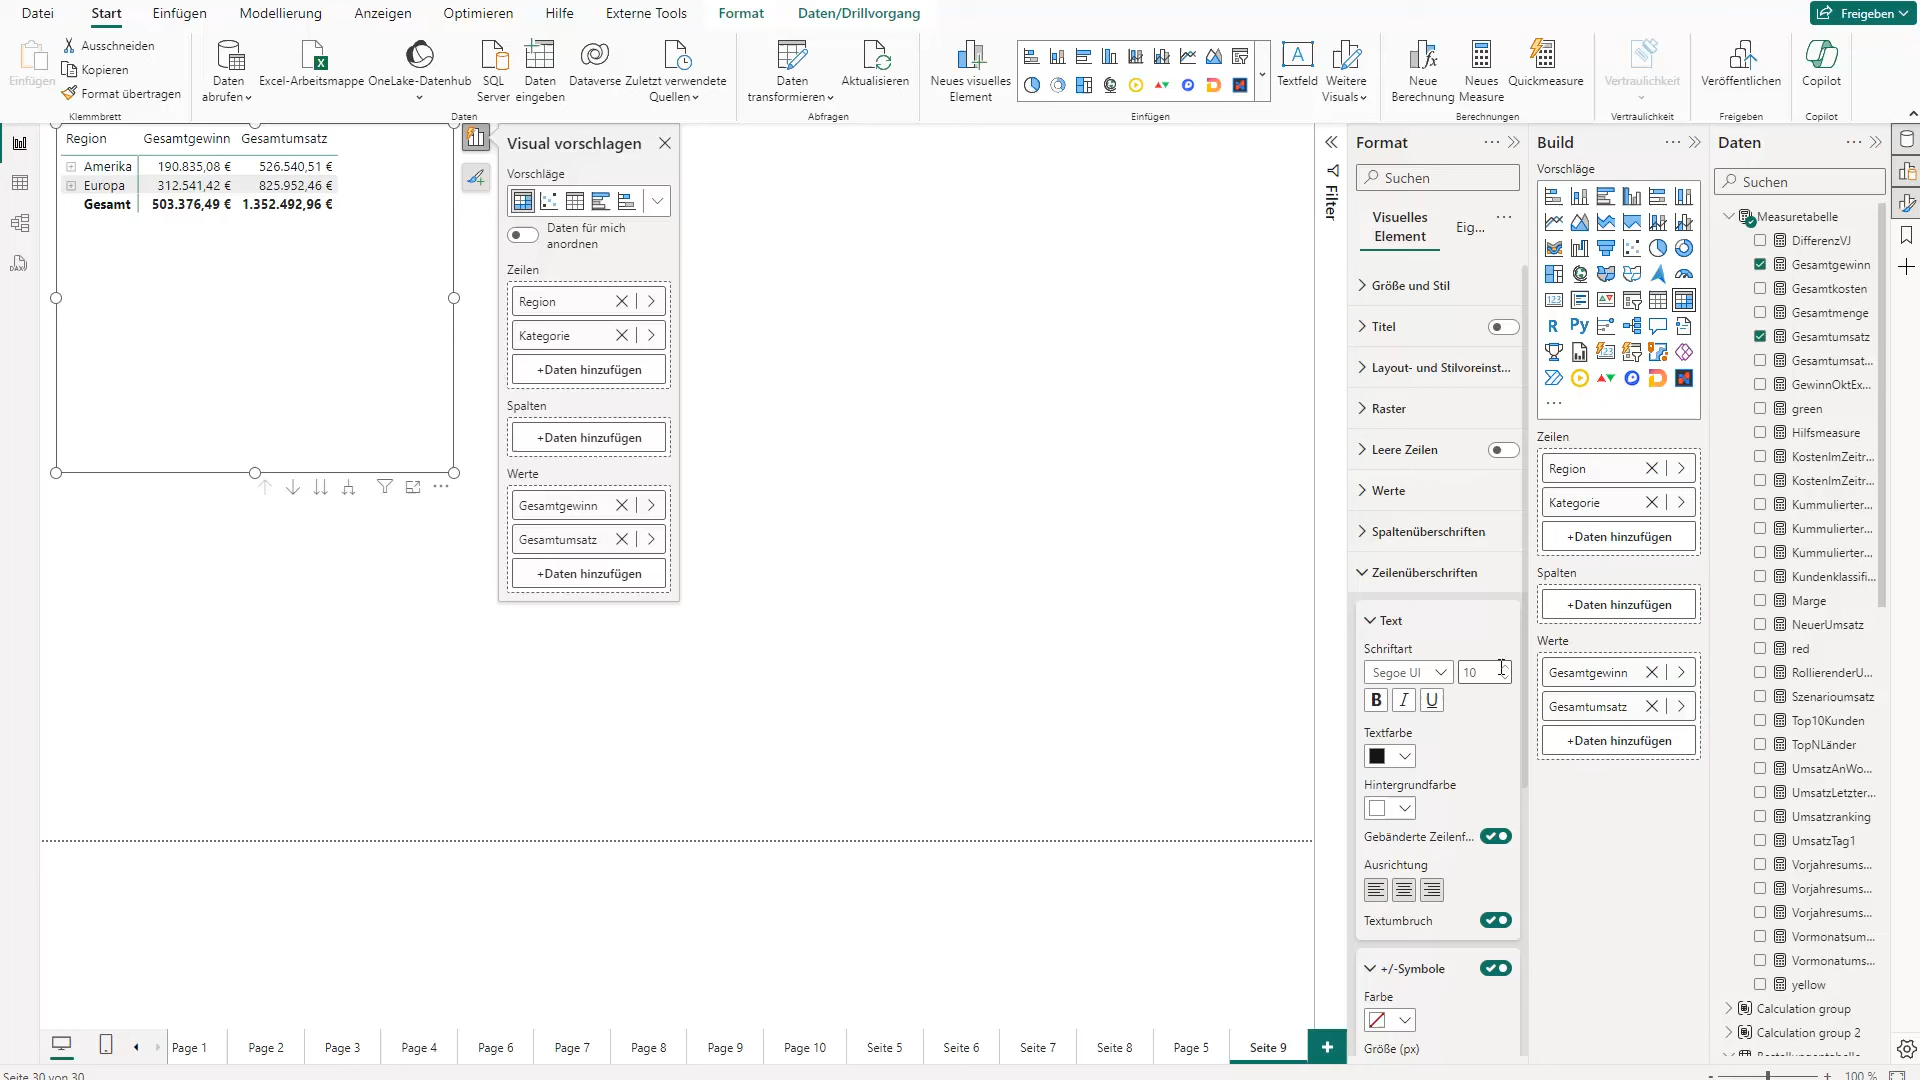 Datei
Start
Einfügen
Modellierung
Anzeigen
Optimieren
Hilfe
Externe Tools
Format
Daten/Drillvorgang
Freigeben
Einfügen
Ausschneiden
Kopieren
Format übertragen
Klemmbrett
Daten
abrufen
Excel-Arbeitsmappe
OneLake-Datenhub
SQL
Server
Daten
eingeben
Dataverse
Zuletzt verwendete
Quellen
Daten
Daten
transformieren
Aktualisieren
Abfragen
Neues visuelles
Element
Textfeld
Weitere
Visuals
Einfügen
Neue
Berechnung
Neues
Measure
Quickmeasure
Berechnungen
Vertraulichkeit
Vertraulichkeit
Veröffentlichen
Freigeben
Copilot
Copilot
Region Gesamtgewinn Gesamtumsatz
Amerika 190.835,08 € 526.540,51 €
Europa 312.541,42 € 825.952,46 €
Gesamt 503.376,49 € 1.352.492,96 €
Visual vorschlagen
Vorschläge
Daten für mich
anordnen
Zeilen
Region
Kategorie
+Daten hinzufügen
Spalten
+Daten hinzufügen
Werte
Gesamtgewinn
Gesamtumsatz
+Daten hinzufügen
Filter
Format
Suchen
Visuelles
Element
Eig...
Größe und Stil
Titel
Layout- und Stilvoreinst...
Raster
Leere Zeilen
Werte
Spaltenüberschriften
Zeilenüberschriften
Text
Schriftart
Segoe UI
10
B
I
U
Textfarbe
Hintergrundfarbe
Gebänderte Zeilenf...
Ausrichtung
Textumbruch
+/-Symbole
Farbe
Größe (px)
Build
Vorschläge
R
Py
123
Zeilen
Region
Kategorie
+Daten hinzufügen
Spalten
+Daten hinzufügen
Werte
Gesamtgewinn
Gesamtumsatz
+Daten hinzufügen
Daten
Suchen
Measuretabelle
DifferenzVJ
Gesamtgewinn
Gesamtkosten
Gesamtmenge
Gesamtumsatz
Gesamtumsat...
GewinnOktEx...
green
Hilfsmeasure
KostenImZeitr...
KostenImZeitr...
Kummulierter...
Kummulierter...
Kummulierter...
Kundenklassifi...
Marge
NeuerUmsatz
red
RollierenderU...
Szenarioumsatz
Top10Kunden
TopNLänder
UmsatzAnWo...
UmsatzLetzter...
Umsatzranking
UmsatzTag1
Vorjahresums...
Vorjahresums...
Vorjahresums...
Vormonatsum...
Vormonatums...
yellow
Calculation group
Calculation group 2
DAX
Page 1
Page 2
Page 3
Page 4
Page 6
Page 7
Page 8
Page 9
Page 10
Seite 5
Seite 6
Seite 7
Seite 8
Page 5
Seite 9
Seite 30 von 30
100 %